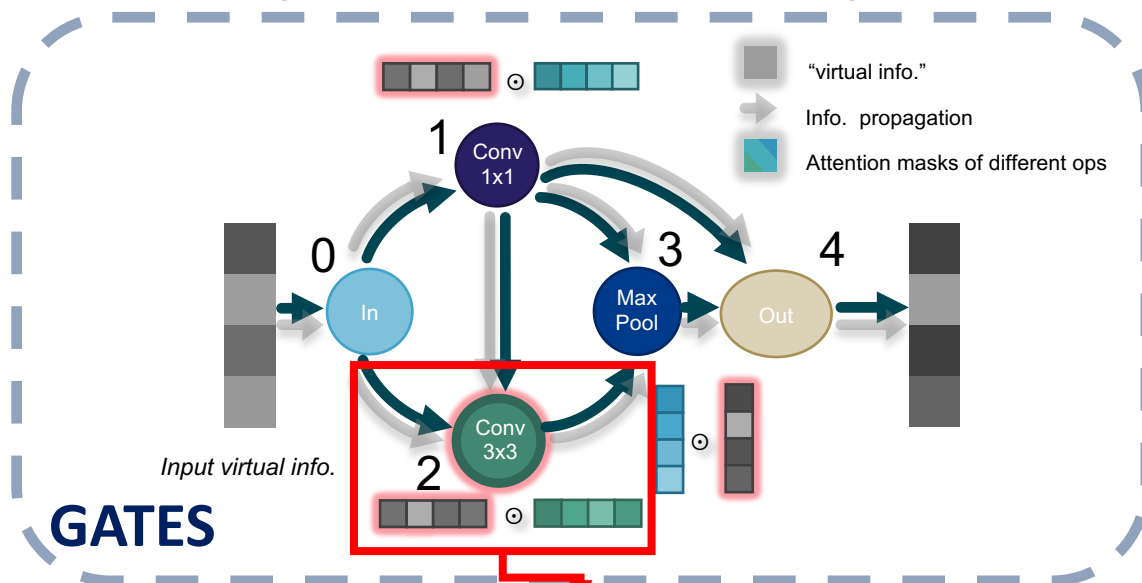 ⊙
"virtual info."
Info. propagation
Attention masks of different ops
1
Conv
1x1
0
In
3
Max
Pool
4
Out
Conv
3x3
2
⊙
⊙
Input virtual info.
GATES